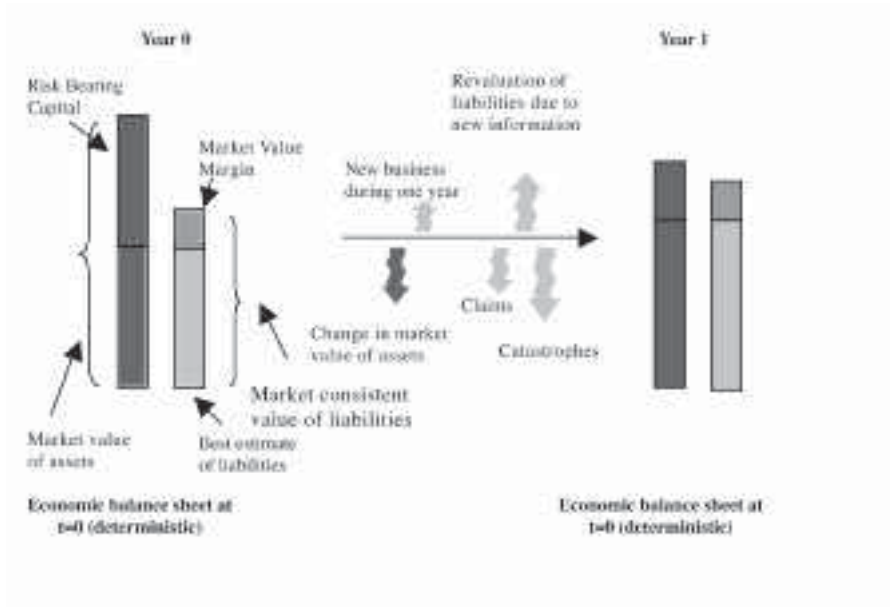 Year 0
Year 1
Risk Bearing
Capital
Market Value
Margin
New business
during one year
Revaluation of
liabilities due to
new information
Change in market
value of assets
Claims
Catastrophes
Market consistent
value of liabilities
Market value
of assets
Best estimate
of liabilities
Economic balance sheet at
t=0 (deterministic)
Economic balance sheet at
t=0 (deterministic)